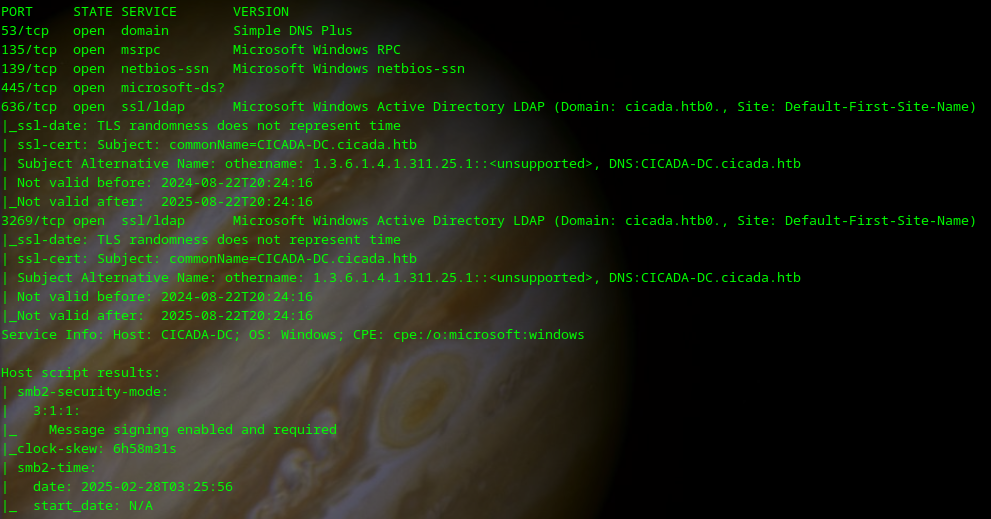 PORT     STATE SERVICE       VERSION
53/tcp   open  domain        Simple DNS Plus
135/tcp  open  msrpc         Microsoft Windows RPC
139/tcp  open  netbios-ssn   Microsoft Windows netbios-ssn
445/tcp  open  microsoft-ds?
636/tcp  open  ssl/ldap      Microsoft Windows Active Directory LDAP (Domain: cicada.htb0., Site: Default-First-Site-Name)
|_ssl-date: TLS randomness does not represent time
| ssl-cert: Subject: commonName=CICADA-DC.cicada.htb
| Subject Alternative Name: othername: 1.3.6.1.4.1.311.25.1::<unsupported>, DNS:CICADA-DC.cicada.htb
| Not valid before: 2024-08-22T20:24:16
|_Not valid after:  2025-08-22T20:24:16
3269/tcp open  ssl/ldap      Microsoft Windows Active Directory LDAP (Domain: cicada.htb0., Site: Default-First-Site-Name)
|_ssl-date: TLS randomness does not represent time
| ssl-cert: Subject: commonName=CICADA-DC.cicada.htb
| Subject Alternative Name: othername: 1.3.6.1.4.1.311.25.1::<unsupported>, DNS:CICADA-DC.cicada.htb
| Not valid before: 2024-08-22T20:24:16
|_Not valid after:  2025-08-22T20:24:16
Service Info: Host: CICADA-DC; OS: Windows; CPE: cpe:/o:microsoft:windows

Host script results:
| smb2-security-mode:
|   3:1:1:
|_    Message signing enabled and required
|_clock-skew: 6h58m31s
| smb2-time:
|   date: 2025-02-28T03:25:56
|_  start_date: N/A